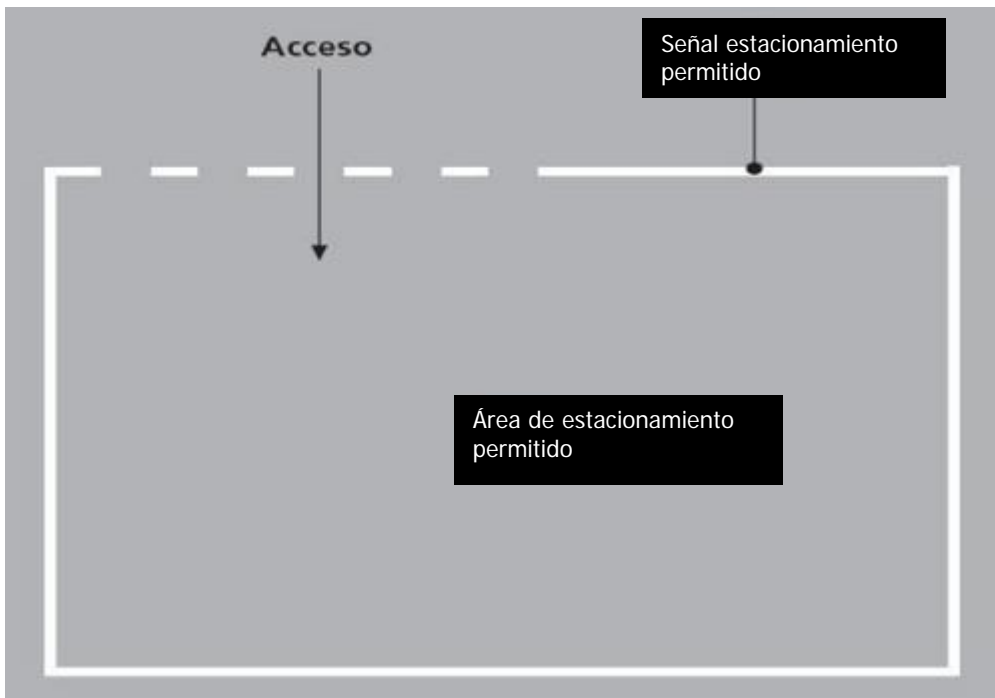 Acceso
Señal estacionamiento
permitido
Área de estacionamiento
permitido